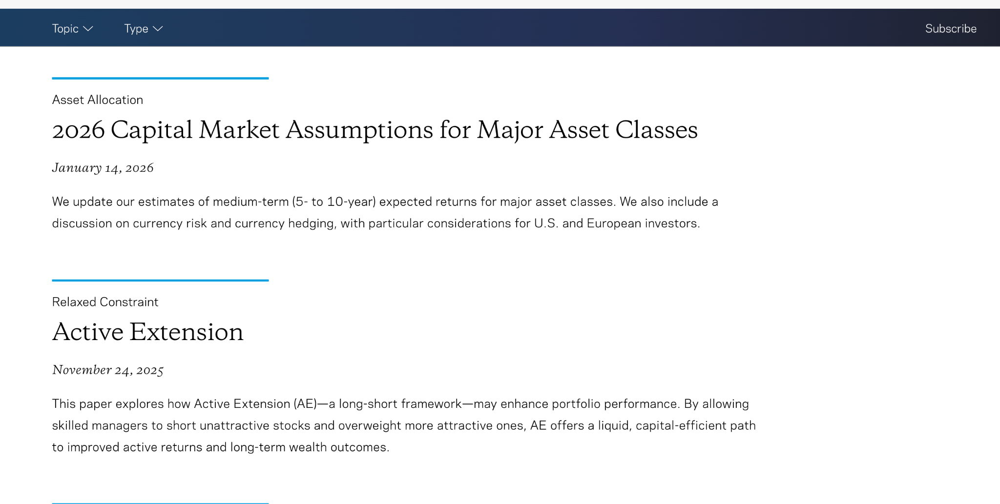 Topic
Type
Subscribe
Asset Allocation
2026 Capital Market Assumptions for Major Asset Classes
January 14, 2026
We update our estimates of medium-term (5- to 10-year) expected returns for major asset classes. We also include a
discussion on currency risk and currency hedging, with particular considerations for U.S. and European investors.
Relaxed Constraint
Active Extension
November 24, 2025
This paper explores how Active Extension (AE)—a long-short framework—may enhance portfolio performance. By allowing
skilled managers to short unattractive stocks and overweight more attractive ones, AE offers a liquid, capital-efficient path
to improved active returns and long-term wealth outcomes.